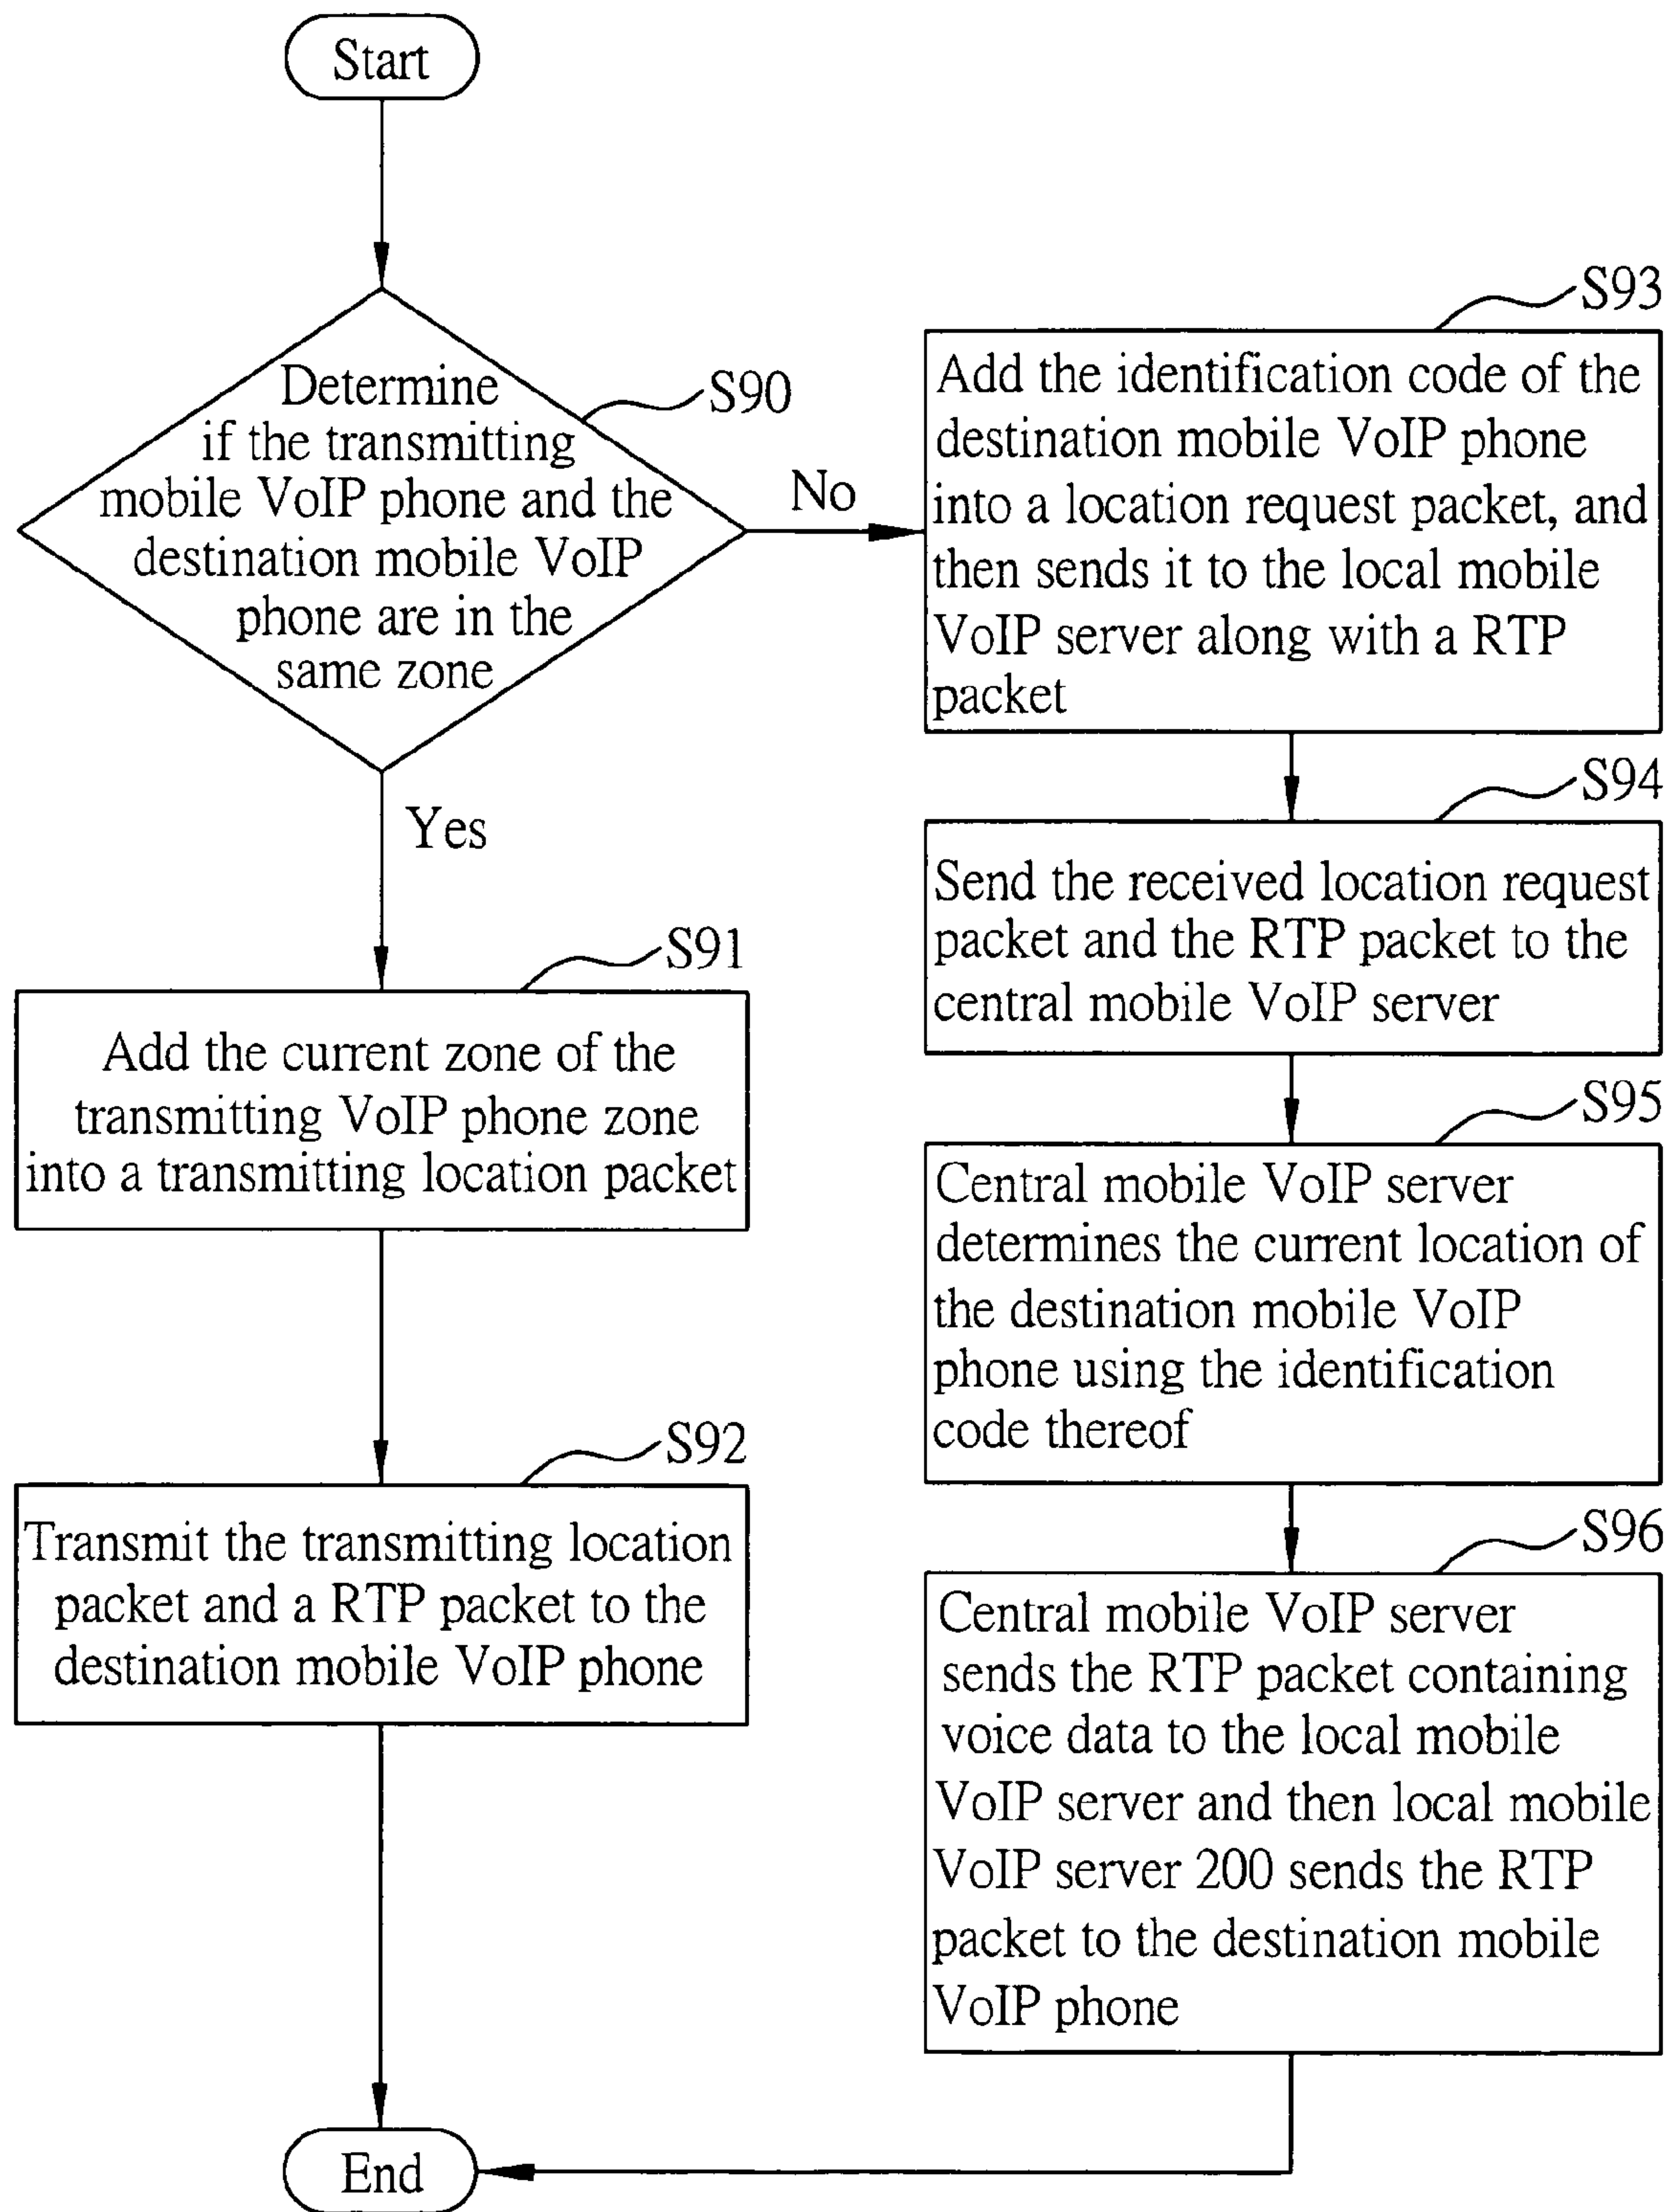 Start
Determine
if the transmitting
mobile VoIP phone and the
destination mobile VoIP
phone are in the
same zone
S90
No
Yes
S91
Add the current zone of the
transmitting VoIP phone zone
into a transmitting location packet
S92
Transmit the transmitting location
packet and a RTP packet to the
destination mobile VoIP phone
S93
Add the identification code of the
destination mobile VoIP phone
into a location request packet, and
then sends it to the local mobile
VoIP server along with a RTP
packet
S94
Send the received location request
packet and the RTP packet to the
central mobile VoIP server
S95
Central mobile VoIP server
determines the current location of
the destination mobile VoIP
phone using the identification
code thereof
S96
Central mobile VoIP server
sends the RTP packet containing
voice data to the local mobile
VoIP server and then local mobile
VoIP server 200 sends the RTP
packet to the destination mobile
VoIP phone
End